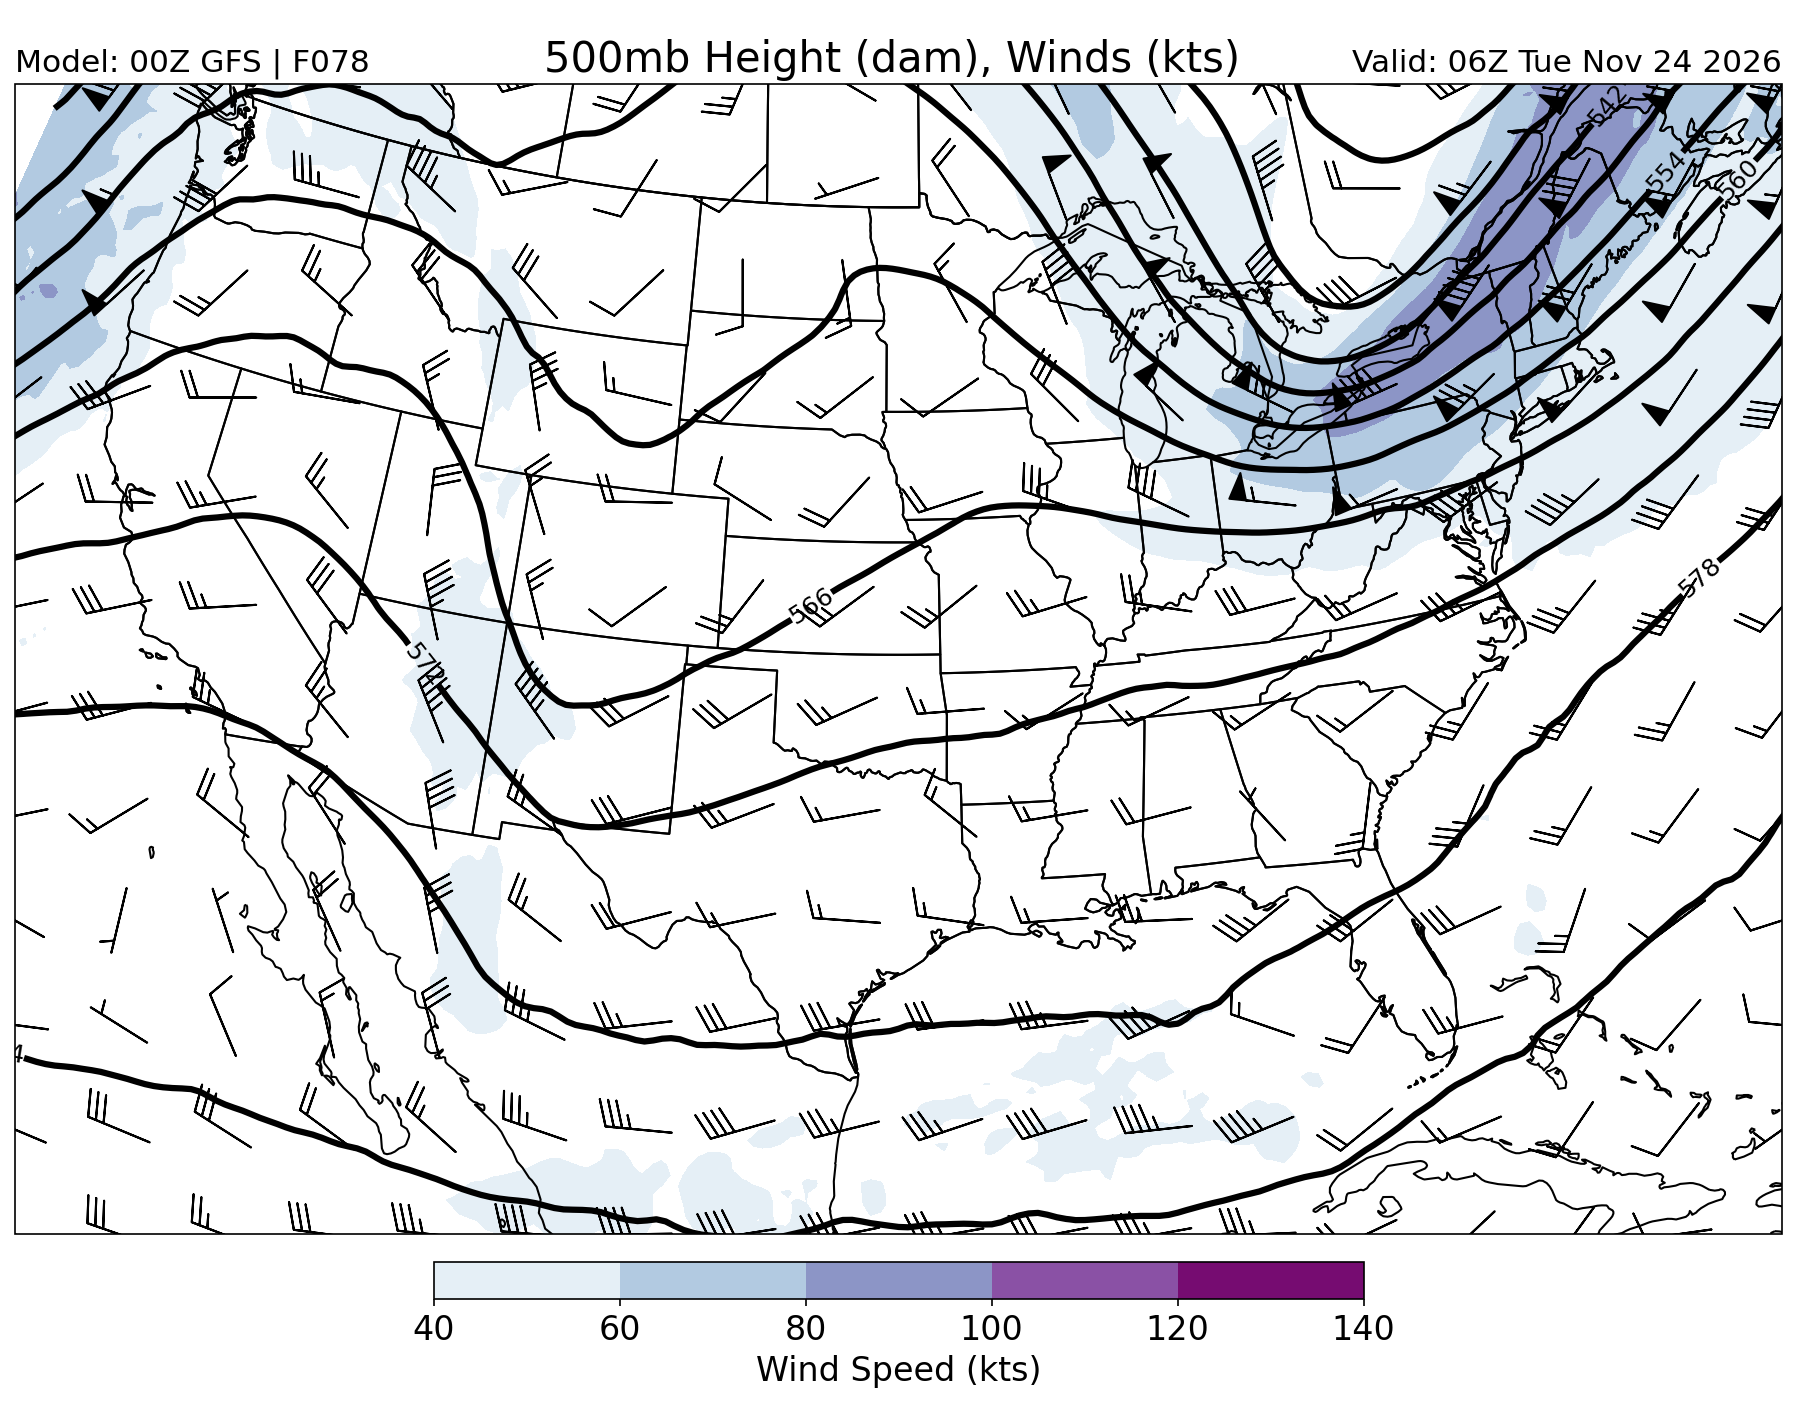 Model: 00Z GFS | F078
500mb Height (dam), Winds (kts)
Valid: 06Z Tue Nov 24 2026
542
554
560
566
578
572
4
40 60 80 100 120 140
Wind Speed (kts)